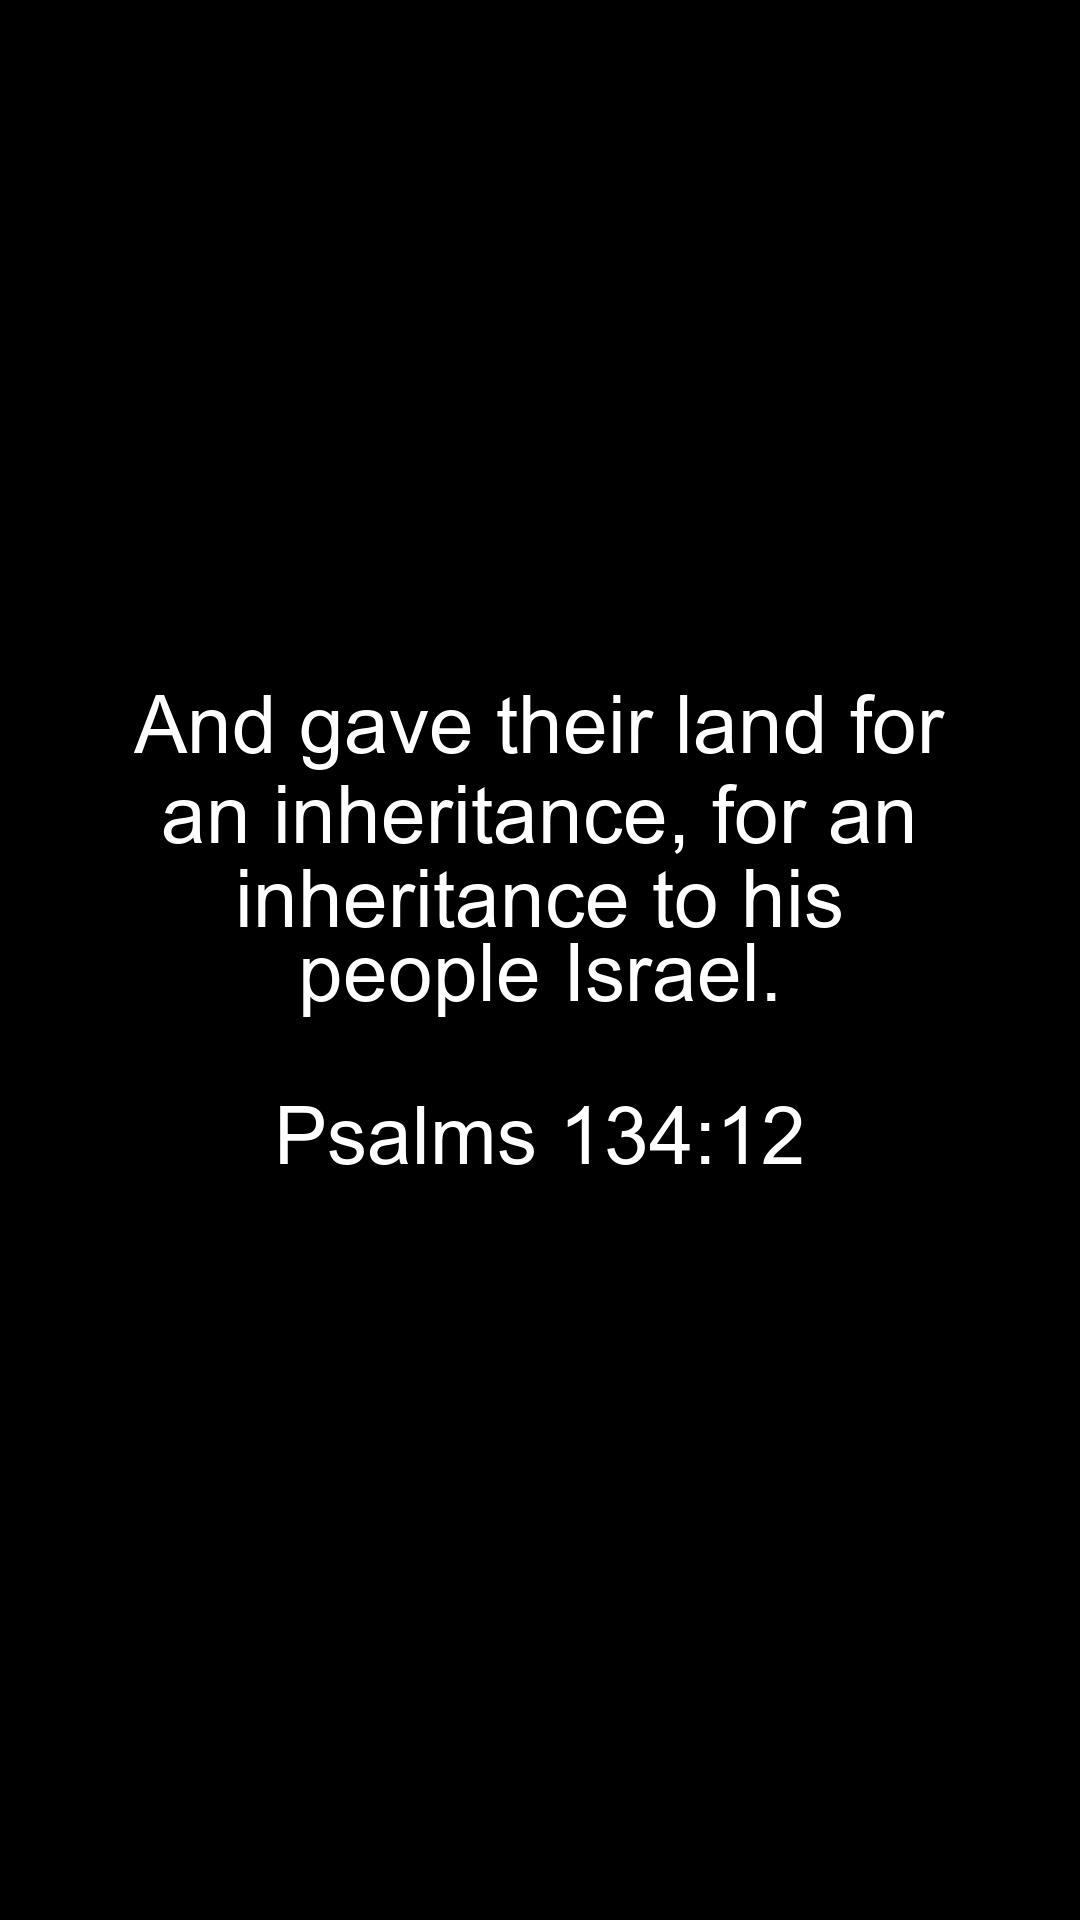 And gave their land for
an inheritance, for an
inheritance to his
people Israel.
Psalms 134:12